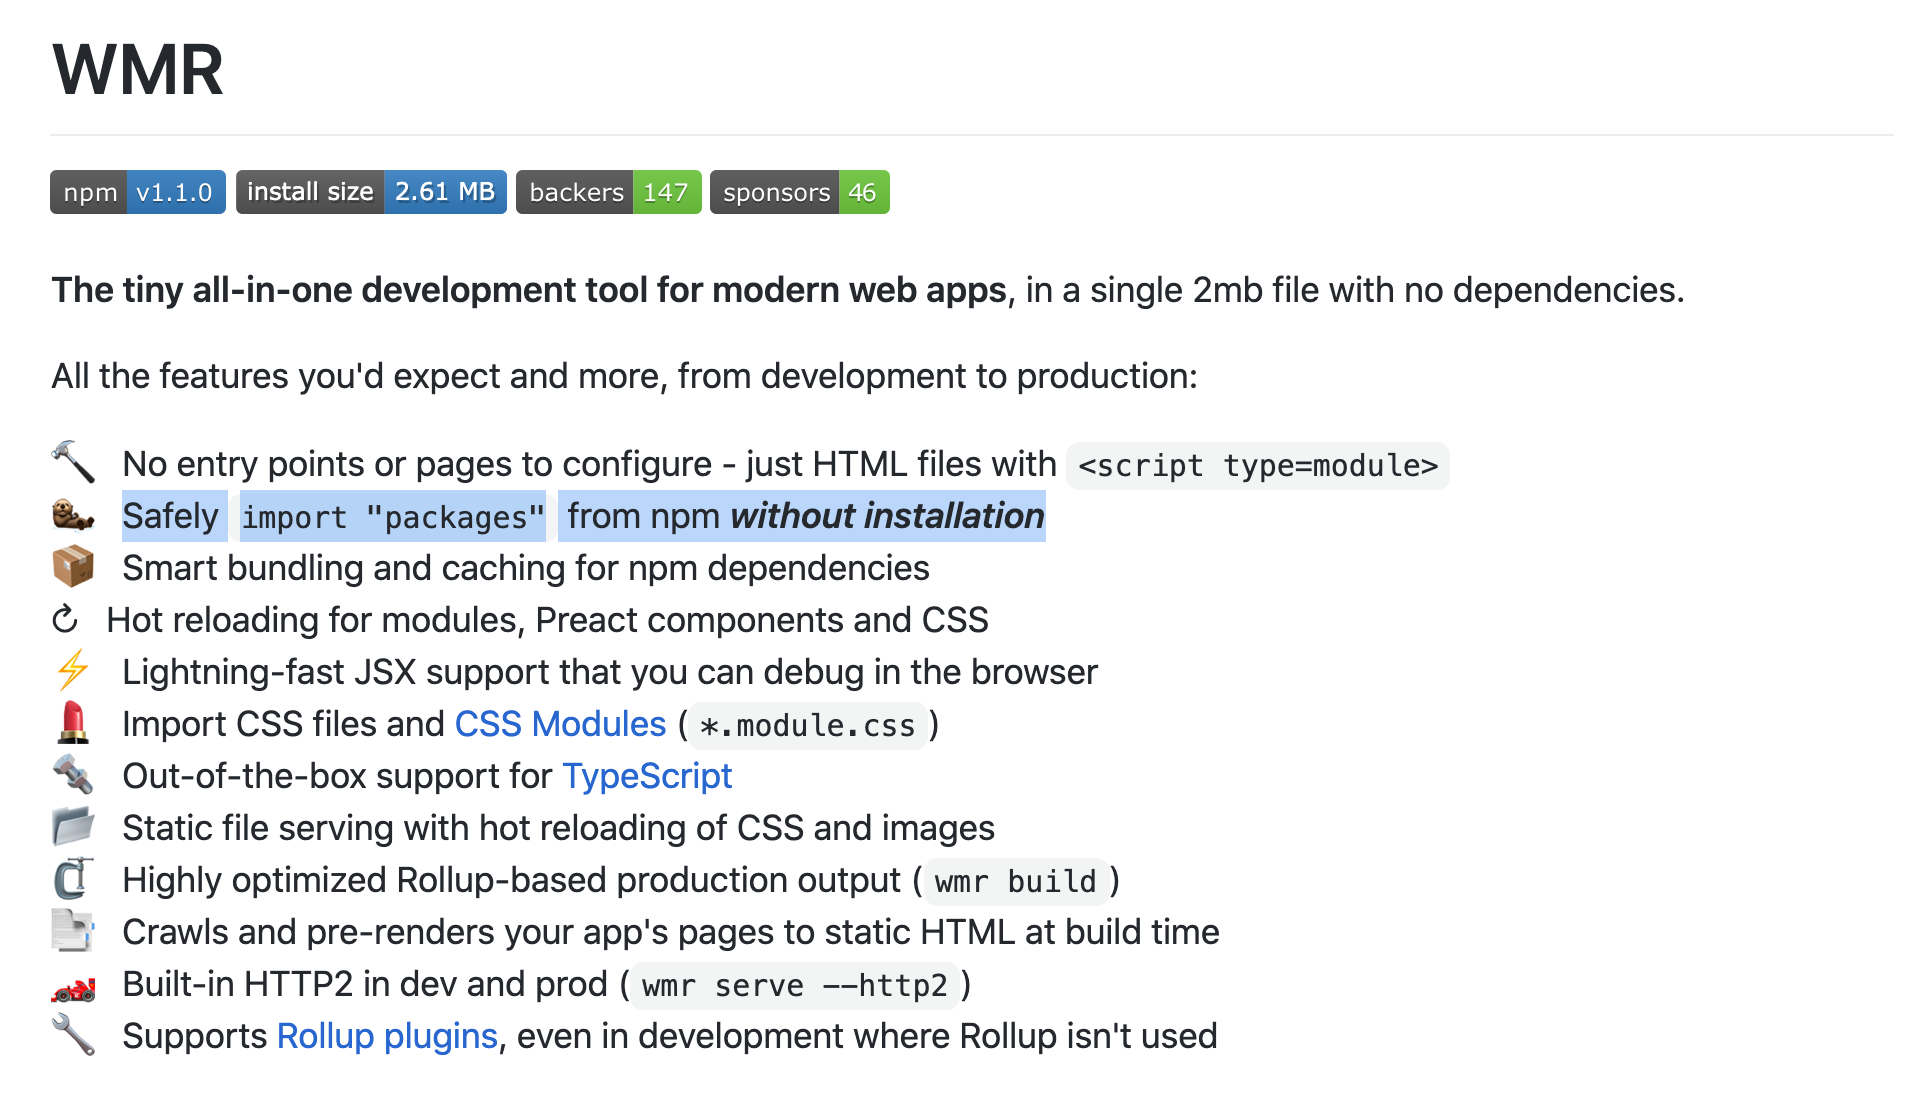 WMR
npm v1.1.0 install size 2.61 MB backers 147 sponsors 46
The tiny all-in-one development tool for modern web apps, in a single 2mb file with no dependencies.
All the features you'd expect and more, from development to production:
🔨 No entry points or pages to configure - just HTML files with <script type=module>
🦦 Safely import "packages" from npm without installation
📦 Smart bundling and caching for npm dependencies
↻ Hot reloading for modules, Preact components and CSS
⚡️ Lightning-fast JSX support that you can debug in the browser
💄 Import CSS files and CSS Modules (*.module.css)
🔩 Out-of-the-box support for TypeScript
📂 Static file serving with hot reloading of CSS and images
🗜 Highly optimized Rollup-based production output (wmr build)
📑 Crawls and pre-renders your app's pages to static HTML at build time
🏎 Built-in HTTP2 in dev and prod (wmr serve --http2)
🔧 Supports Rollup plugins, even in development where Rollup isn't used